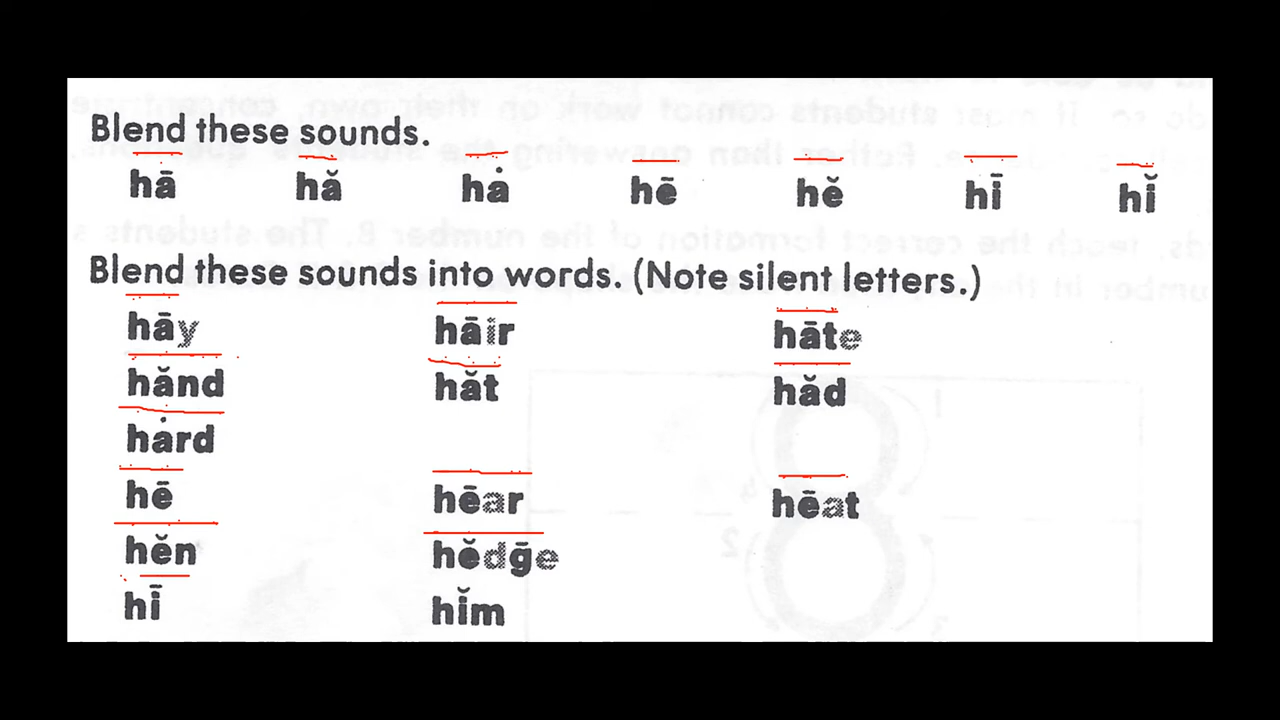 Blend these sounds.
hā hă hȧ hē hĕ hī hĭ
Blend these sounds into words. (Note silent letters.)
hāy hāir hāte
hănd hăt hăd
hȧrd
hē hēar hēat
hĕn hĕdḡe
hī hĭm